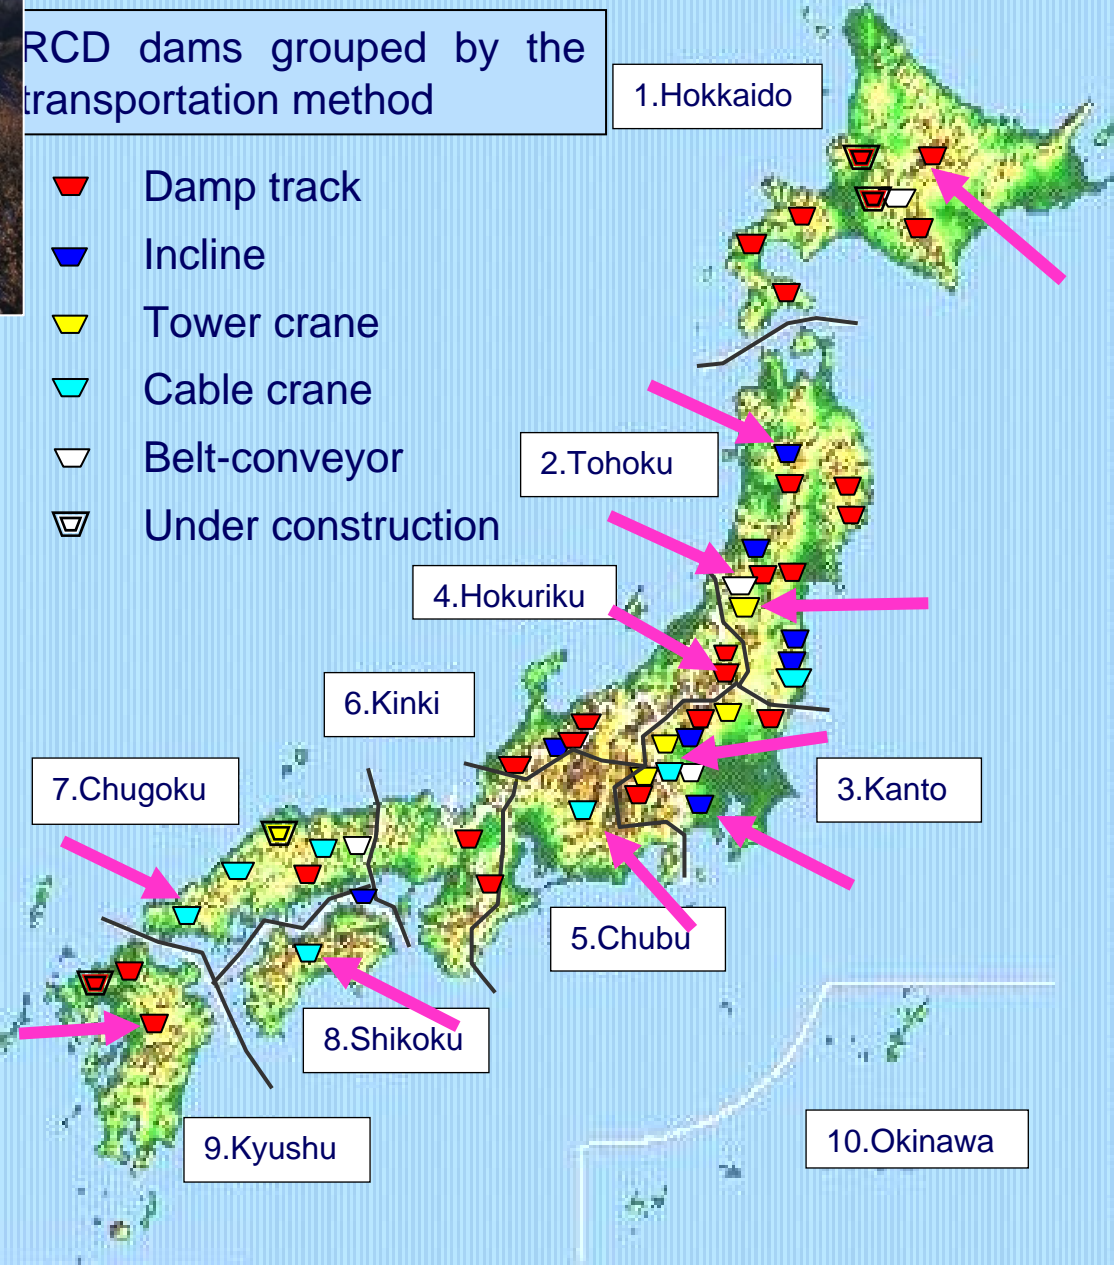 RCD dams grouped by the
transportation method
1.Hokkaido
Damp track
Incline
Tower crane
Cable crane
Belt-conveyor
Under construction
2.Tohoku
4.Hokuriku
6.Kinki
7.Chugoku
3.Kanto
5.Chubu
8.Shikoku
9.Kyushu
10.Okinawa